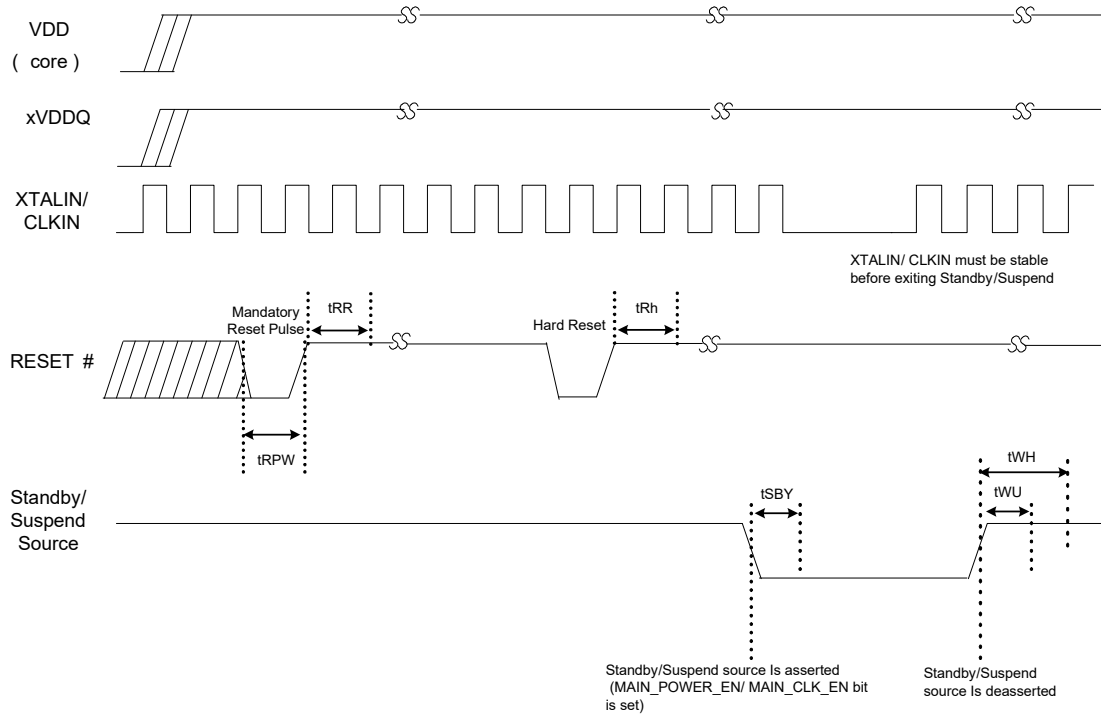 VDD
( core )
xVDDQ
XTALIN/
CLKIN
XTALIN/ CLKIN must be stable
before exiting Standby/Suspend
Mandatory
Reset Pulse
tRR
Hard Reset
tRh
RESET #
tRPW
Standby/
Suspend
Source
tSBY
tWH
tWU
Standby/Suspend source Is asserted
(MAIN_POWER_EN/ MAIN_CLK_EN bit
is set)
Standby/Suspend
source Is deasserted